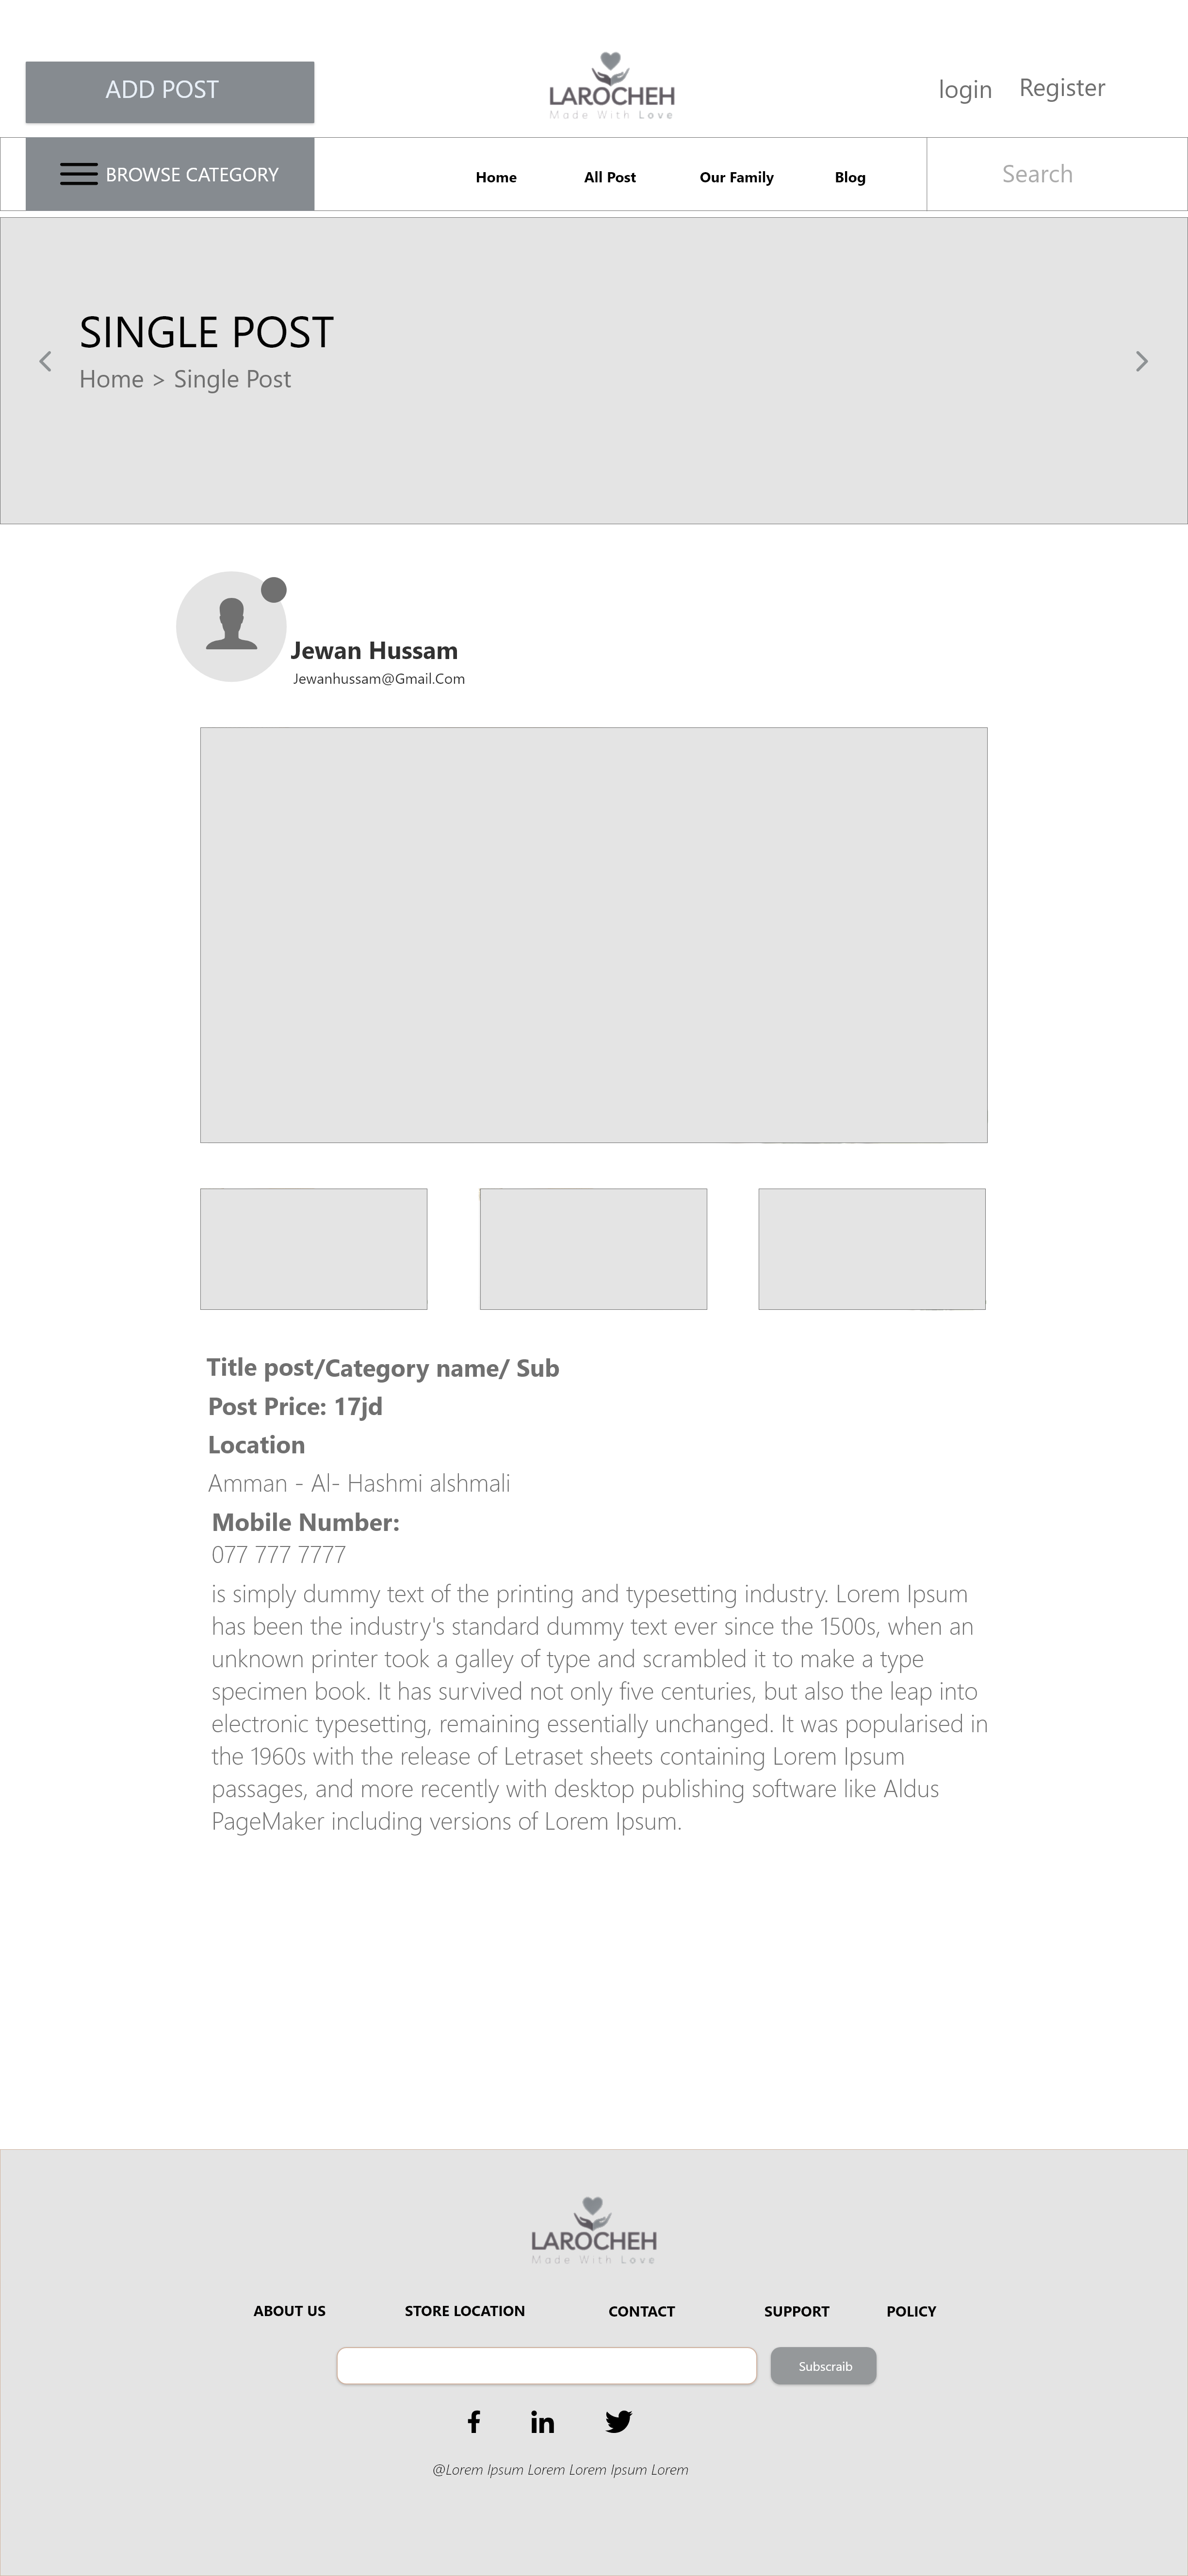 ADD POST
LAROCHEH
Made With Love
login
Register
BROWSE CATEGORY
Home
All Post
Our Family
Blog
Search
SINGLE POST
Home > Single Post
Jewan Hussam
Jewanhussam@Gmail.Com
Title post/Category name/ Sub
Post Price: 17jd
Location
Amman - Al- Hashmi alshmali
Mobile Number:
077 777 7777
is simply dummy text of the printing and typesetting industry. Lorem Ipsum
has been the industry's standard dummy text ever since the 1500s, when an
unknown printer took a galley of type and scrambled it to make a type
specimen book. It has survived not only five centuries, but also the leap into
electronic typesetting, remaining essentially unchanged. It was popularised in
the 1960s with the release of Letraset sheets containing Lorem Ipsum
passages, and more recently with desktop publishing software like Aldus
PageMaker including versions of Lorem Ipsum.
LAROCHEH
Made With Love
ABOUT US
STORE LOCATION
CONTACT
SUPPORT
POLICY
Subscraib
@Lorem Ipsum Lorem Lorem Ipsum Lorem